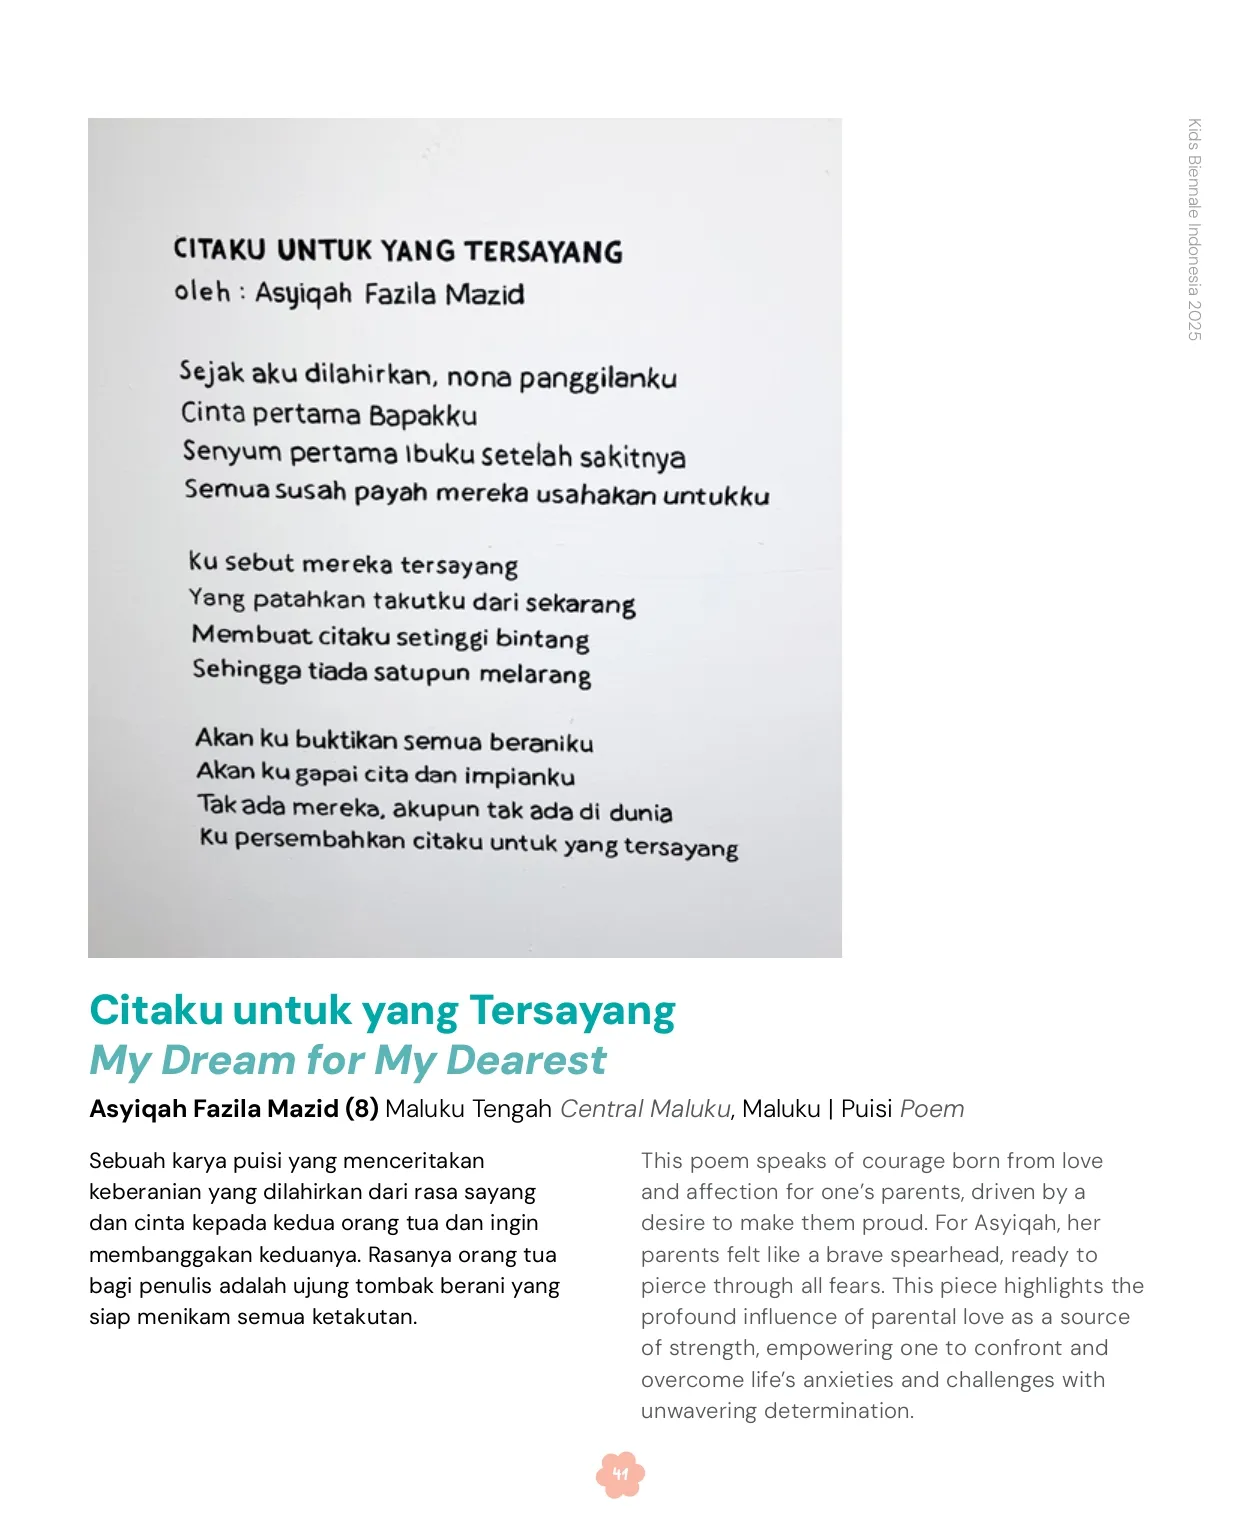 CITAKU UNTUK YANG TERSAYANG
oleh : Asyiqah Fazila Mazid
Sejak aku dilahirkan, nona panggilanku
Cinta pertama Bapakku
Senyum pertama Ibuku setelah sakitnya
Semua susah payah mereka usahakan untukku
Ku sebut mereka tersayang
Yang patahkan takutku dari sekarang
Membuat citaku setinggi bintang
Sehingga tiada satupun melarang
Akan ku buktikan semua beraniku
Akan ku gapai cita dan impianku
Tak ada mereka, akupun tak ada di dunia
Ku persembahkan citaku untuk yang tersayang
Kids Biennale Indonesia 2025
Citaku untuk yang Tersayang
My Dream for My Dearest
Asyiqah Fazila Mazid (8) Maluku Tengah Central Maluku, Maluku | Puisi Poem
Sebuah karya puisi yang menceritakan
keberanian yang dilahirkan dari rasa sayang
dan cinta kepada kedua orang tua dan ingin
membanggakan keduanya. Rasanya orang tua
bagi penulis adalah ujung tombak berani yang
siap menikam semua ketakutan.
This poem speaks of courage born from love
and affection for one's parents, driven by a
desire to make them proud. For Asyiqah, her
parents felt like a brave spearhead, ready to
pierce through all fears. This piece highlights the
profound influence of parental love as a source
of strength, empowering one to confront and
overcome life's anxieties and challenges with
unwavering determination.
41